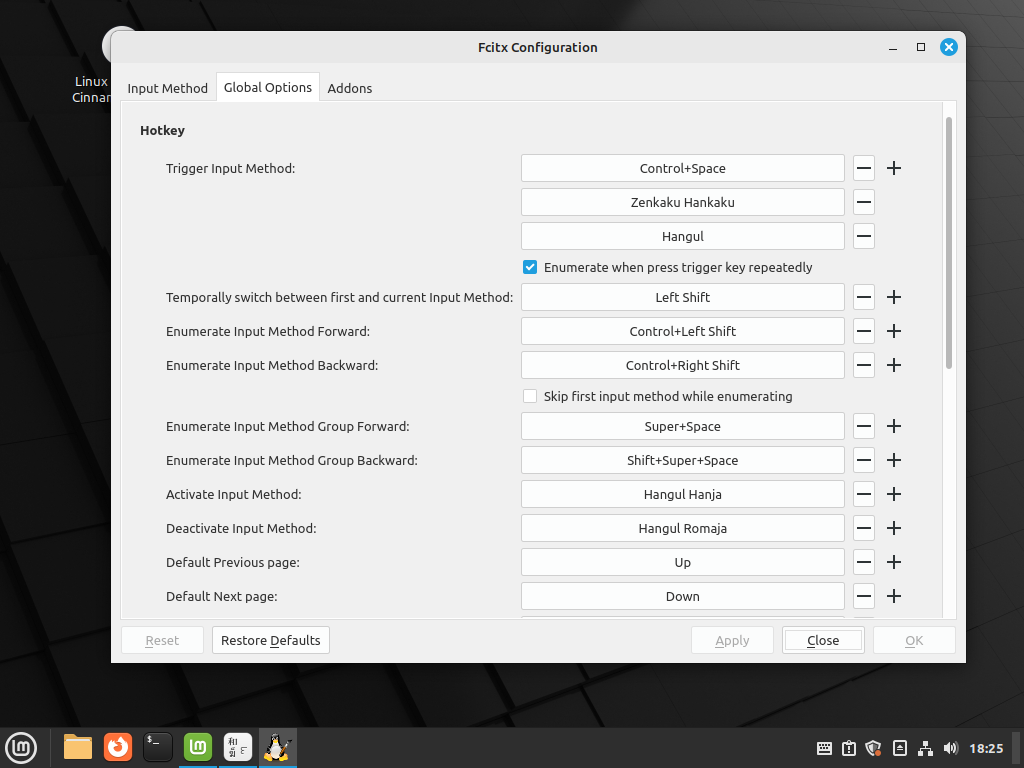 Fcitx Configuration
Linux
Cinnar
Input Method
Global Options
Addons
Hotkey
Trigger Input Method:
Control+Space
Zenkaku Hankaku
Hangul
Enumerate when press trigger key repeatedly
Temporally switch between first and current Input Method:
Left Shift
Enumerate Input Method Forward:
Control+Left Shift
Enumerate Input Method Backward:
Control+Right Shift
Skip first input method while enumerating
Enumerate Input Method Group Forward:
Super+Space
Enumerate Input Method Group Backward:
Shift+Super+Space
Activate Input Method:
Hangul Hanja
Deactivate Input Method:
Hangul Romaja
Default Previous page:
Up
Default Next page:
Down
Reset
Restore Defaults
Apply
Close
OK
18:25